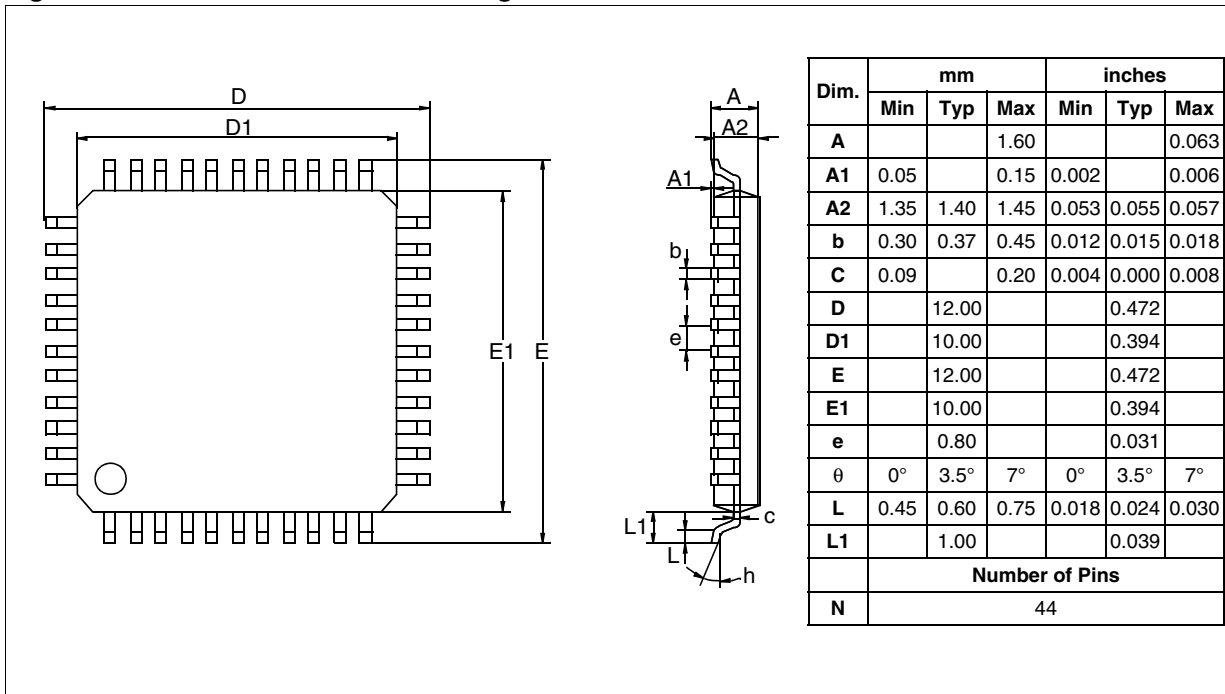 D
D1
E1
E
A
A2
A1
b
e
L1
c
L
h
Dim. mm inches
Min Typ Max Min Typ Max
A 1.60 0.063
A1 0.05 0.15 0.002 0.006
A2 1.35 1.40 1.45 0.053 0.055 0.057
b 0.30 0.37 0.45 0.012 0.015 0.018
C 0.09 0.20 0.004 0.000 0.008
D 12.00 0.472
D1 10.00 0.394
E 12.00 0.472
E1 10.00 0.394
e 0.80 0.031
θ 0° 3.5° 7° 0° 3.5° 7°
L 0.45 0.60 0.75 0.018 0.024 0.030
L1 1.00 0.039
Number of Pins
N 44